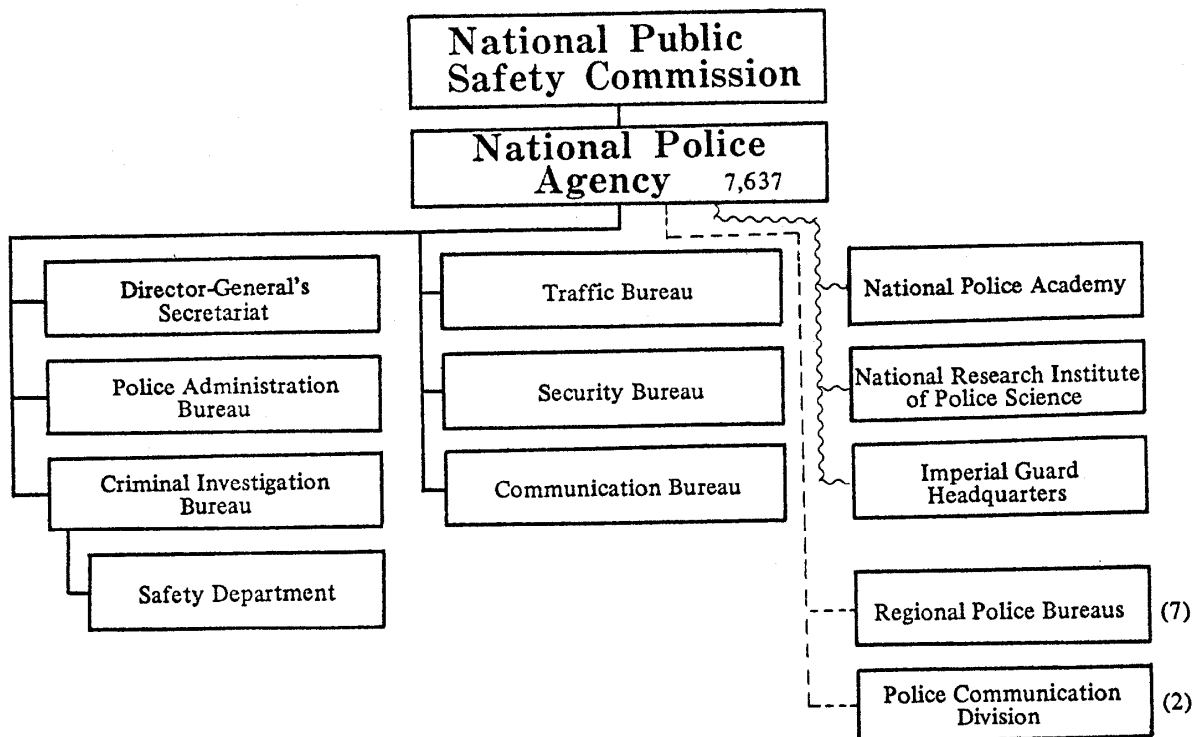 National Public
Safety Commission
National Police
Agency 7,637
Director-General's
Secretariat
Police Administration
Bureau
Criminal Investigation
Bureau
Safety Department
Traffic Bureau
Security Bureau
Communication Bureau
National Police Academy
National Research Institute
of Police Science
Imperial Guard
Headquarters
Regional Police Bureaus (7)
Police Communication
Division (2)